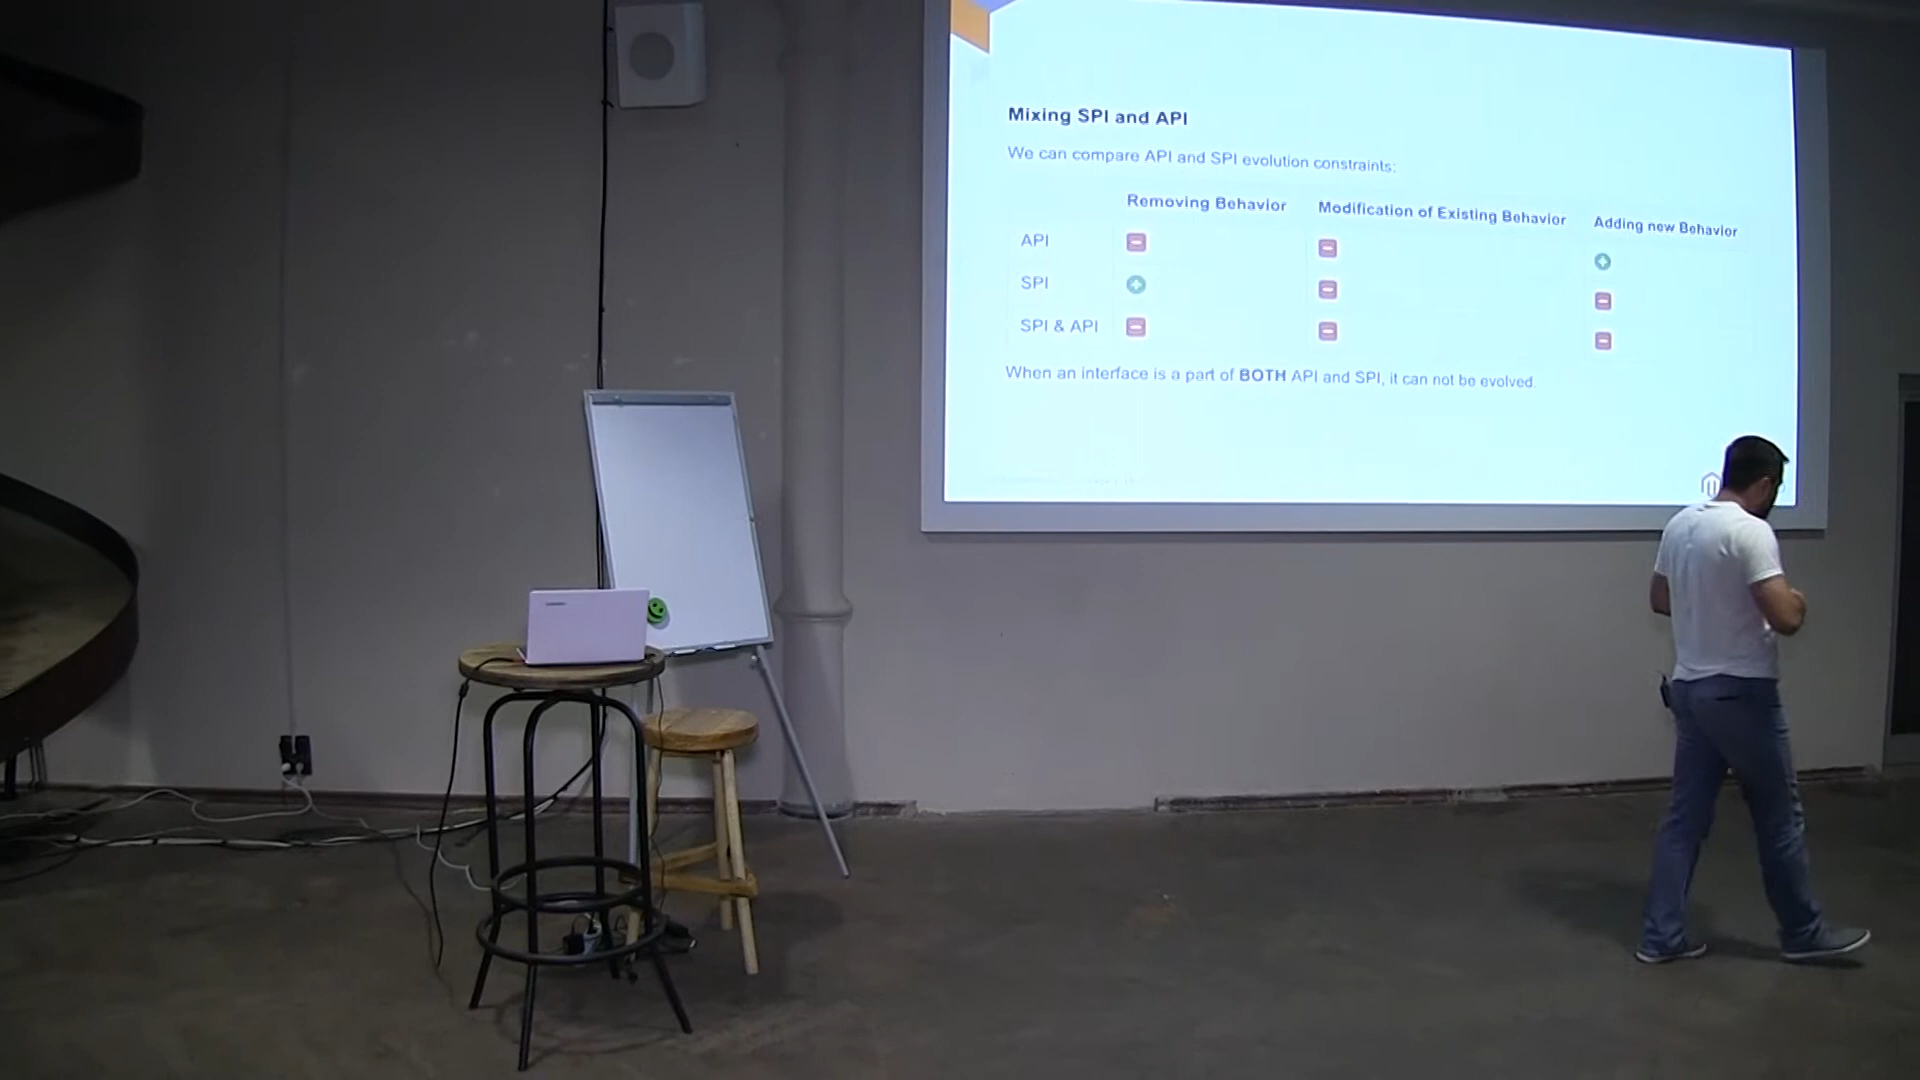 Mixing SPI and API
We can compare API and SPI evolution constraints:
Removing Behavior Modification of Existing Behavior Adding new Behavior
API
SPI
SPI & API
When an interface is a part of BOTH API and SPI, it can not be evolved.